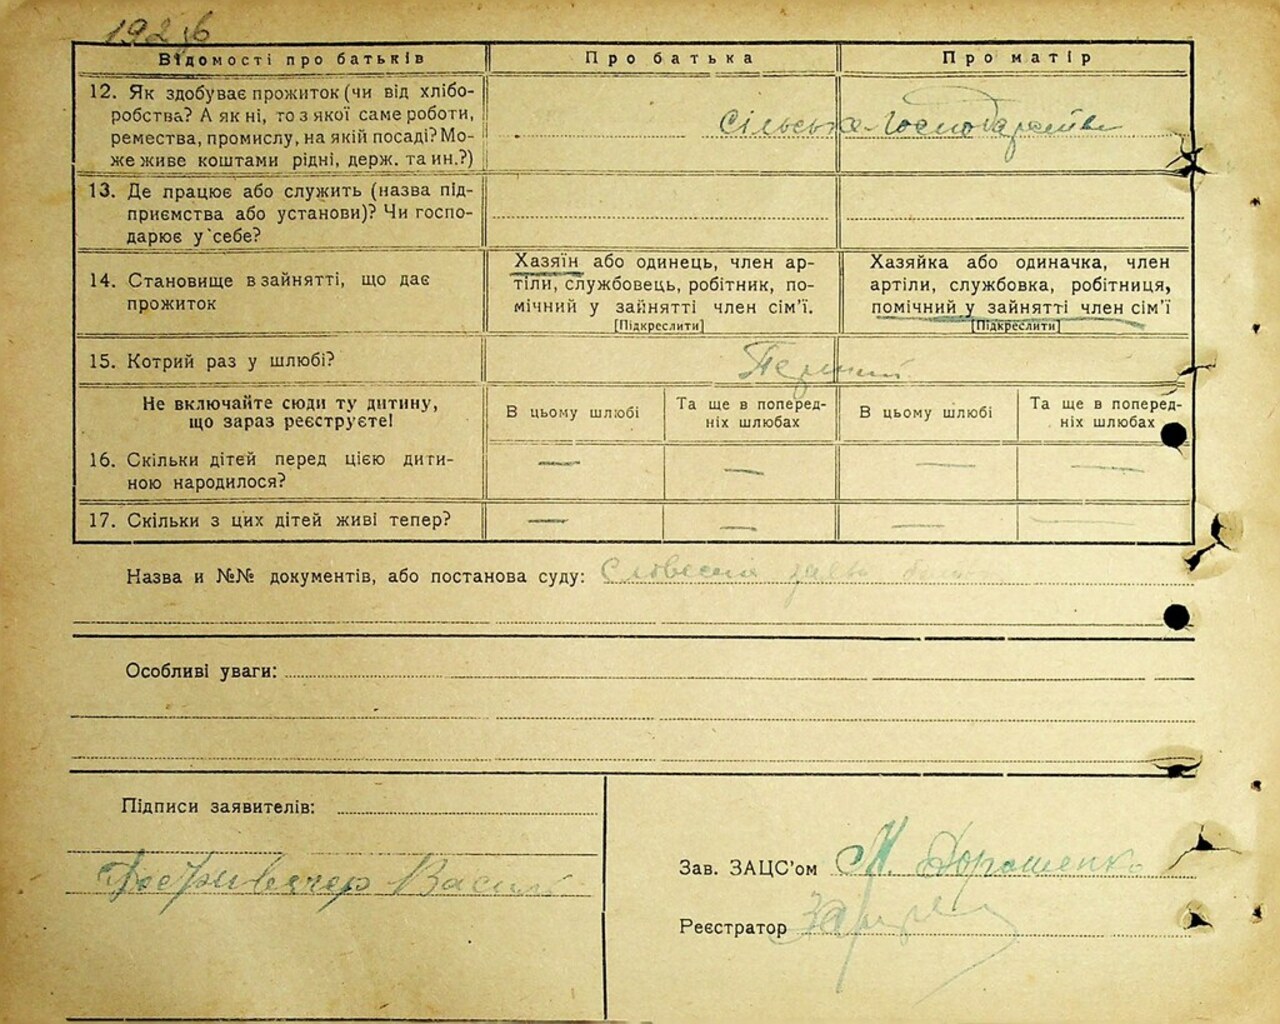 Відомості про батьків Про батька Про матір
12. Як здобуває прожиток (чи від хлібо-
робства? А як ні, то з якої саме роботи,
ремества, промислу, на якій посаді? Мо-
же живе коштами рідні, держ. та ин.?)
Сільське-Господарство
13. Де працює або служить (назва під-
приємства або установи)? Чи госпо-
дарює у себе?
14. Становище в зайнятті, що дає
прожиток
Хазяїн або одинець, член ар-
тіли, службовець, робітник, по-
мічний у зайнятті член сім'ї.
[Підкреслити]
Хазяйка або одиначка, член
артіли, службовка, робітниця,
помічний у зайнятті член сім'ї
[Підкреслити]
15. Котрий раз у шлюбі? Первий
Не включайте сюди ту дитину,
що зараз реєструєте!
В цьому шлюбі
Та ще в поперед-
ніх шлюбах
В цьому шлюбі
Та ще в поперед-
ніх шлюбах
16. Скільки дітей перед цією дити-
ною народилося?
— — — —
17. Скільки з цих дітей живі тепер?
— — — —
Назва и №№ документів, або постанова суду: Словесна
Особливі уваги:
Підписи заявителів:
Василь
Зав. ЗАЦС'ом М. Дорошенко
Реєстратор